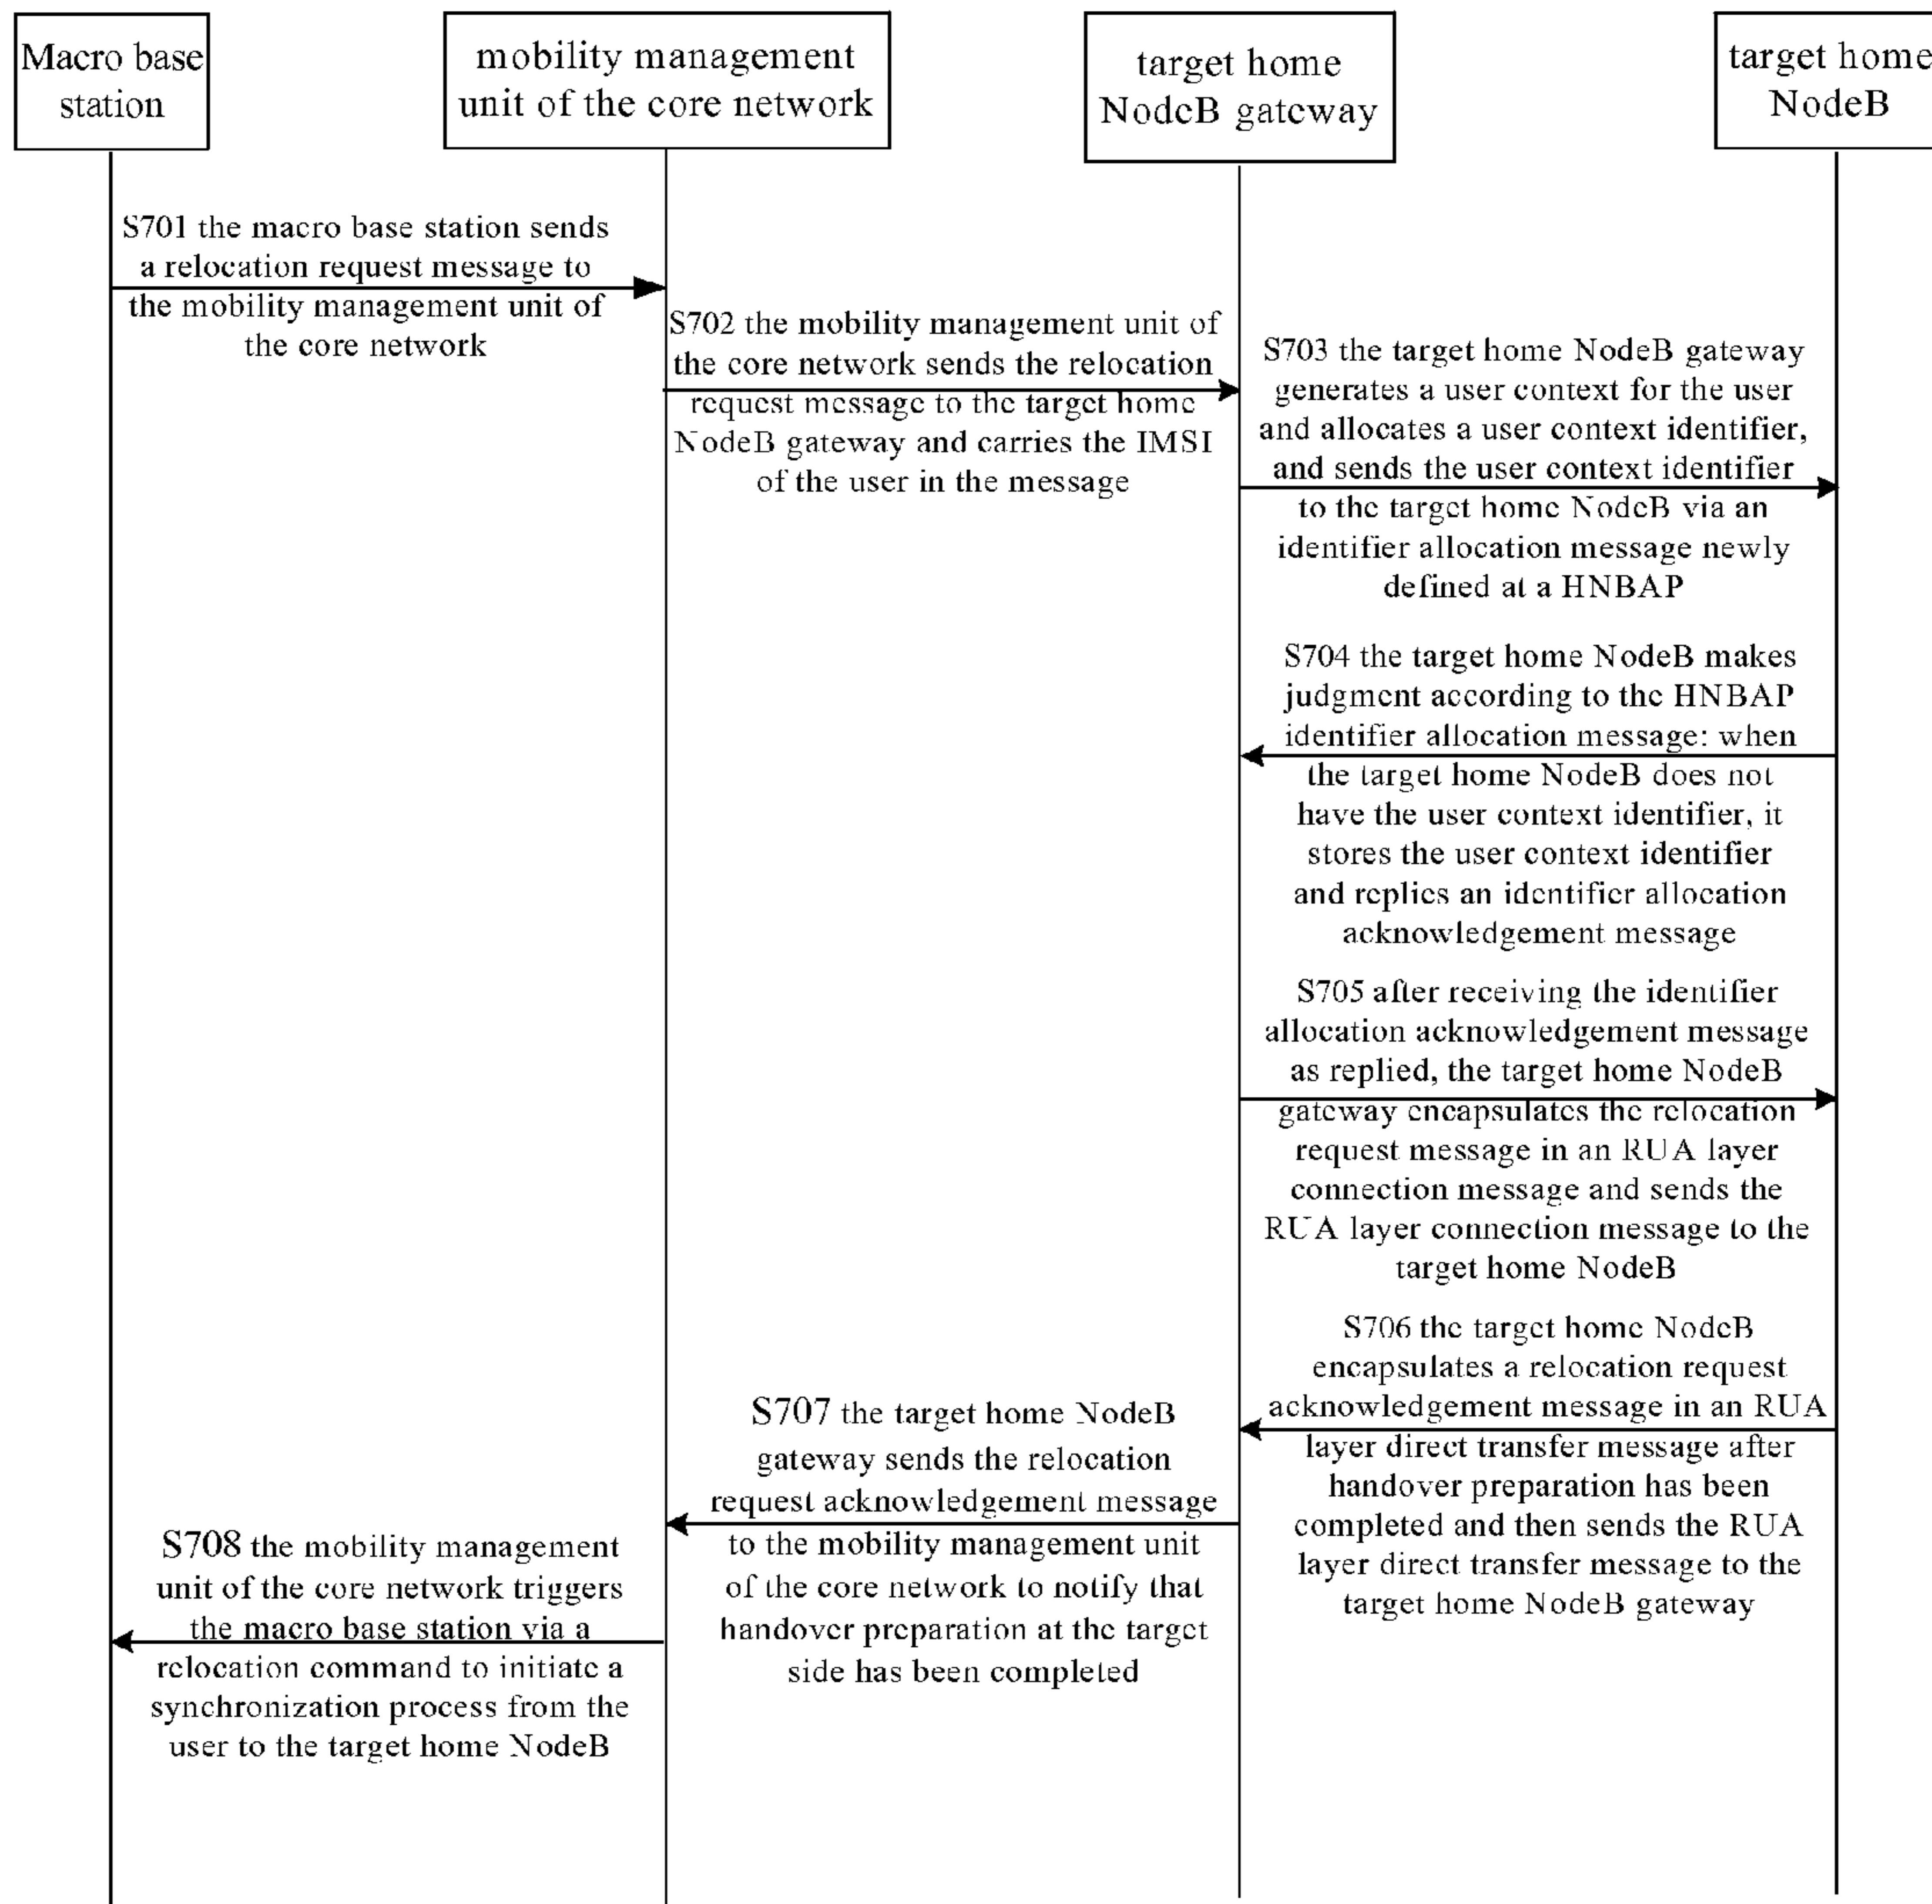 Macro base
station
mobility management
unit of the core network
target home
NodeB gateway
target home
NodeB
S701 the macro base station sends
a relocation request message to
the mobility management unit of
the core network
S702 the mobility management unit of
the core network sends the relocation
request message to the target home
NodeB gateway and carries the IMSI
of the user in the message
S703 the target home NodeB gateway
generates a user context for the user
and allocates a user context identifier,
and sends the user context identifier
to the target home NodeB via an
identifier allocation message newly
defined at a HNBAP
S704 the target home NodeB makes
judgment according to the HNBAP
identifier allocation message: when
the target home NodeB does not
have the user context identifier, it
stores the user context identifier
and replies an identifier allocation
acknowledgement message
S705 after receiving the identifier
allocation acknowledgement message
as replied, the target home NodeB
gateway encapsulates the relocation
request message in an RUA layer
connection message and sends the
RUA layer connection message to the
target home NodeB
S706 the target home NodeB
encapsulates a relocation request
acknowledgement message in an RUA
layer direct transfer message after
handover preparation has been
completed and then sends the RUA
layer direct transfer message to the
target home NodeB gateway
S707 the target home NodeB
gateway sends the relocation
request acknowledgement message
to the mobility management unit
of the core network to notify that
handover preparation at the target
side has been completed
S708 the mobility management
unit of the core network triggers
the macro base station via a
relocation command to initiate a
synchronization process from the
user to the target home NodeB